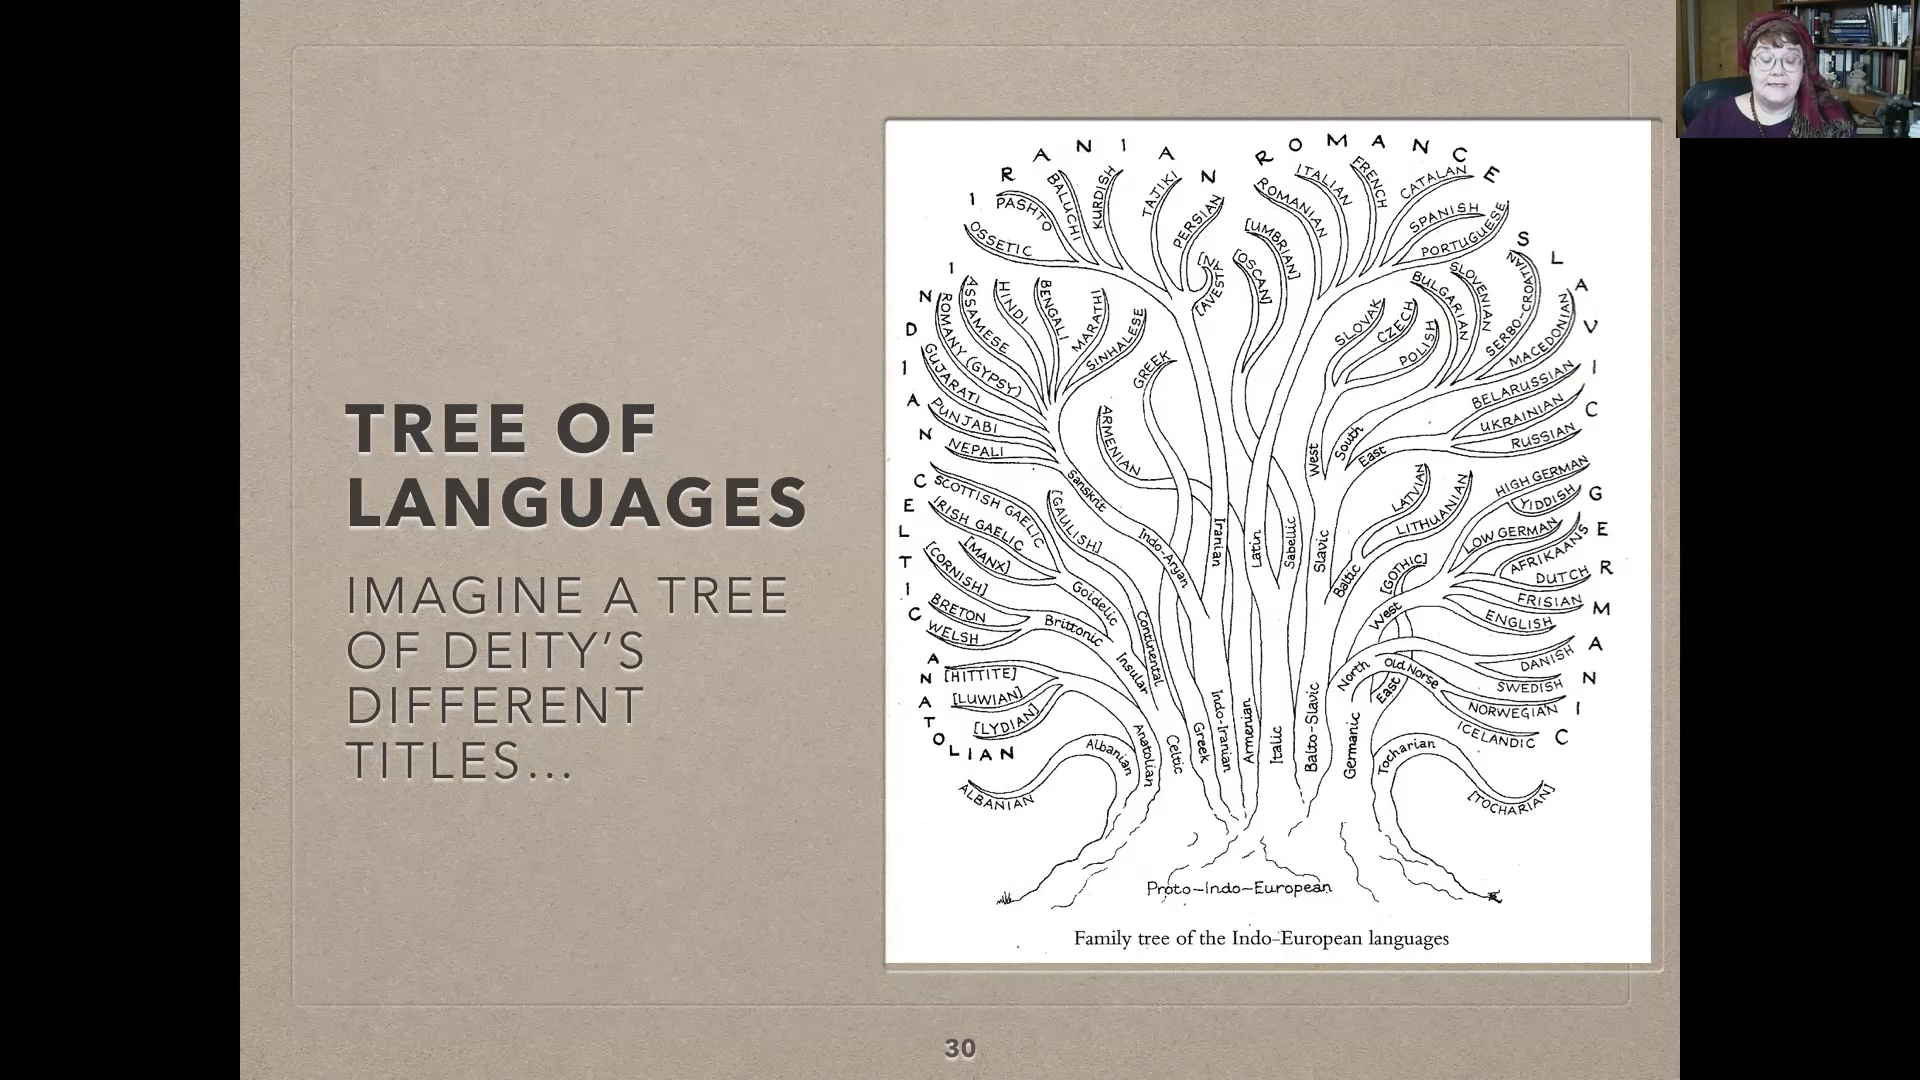 TREE OF
LANGUAGES
IMAGINE A TREE
OF DEITY'S
DIFFERENT
TITLES...
IRANIAN
OSSETIC
PASHTO
BALUCHI
KURDISH
TAJIKI
PERSIAN
[AVESTAN]
ROMANCE
[UMBRIAN]
[OSCAN]
ROMANIAN
ITALIAN
FRENCH
CATALAN
SPANISH
PORTUGUESE
INDIAN
ROMANY (GYPSY)
ASSAMESE
HINDI
BENGALI
MARATHI
SINHALESE
GUJARATI
PUNJABI
NEPALI
Sanskrit
Indo-Aryan
GREEK
ARMENIAN
SLAVIC
SLOVAK
CZECH
POLISH
BULGARIAN
SLOVENIAN
SERBO-CROATIAN
MACEDONIAN
BELARUSSIAN
UKRAINIAN
RUSSIAN
West
South
East
CELTIC
SCOTTISH GAELIC
IRISH GAELIC
[MANX]
[GAULISH]
[CORNISH]
BRETON
WELSH
Goidelic
Brittonic
Continental
Insular
Iranian
Latin
Sabellic
Slavic
Baltic
LATVIAN
LITHUANIAN
GERMANIC
HIGH GERMAN
YIDDISH
LOW GERMAN
AFRIKAANS
DUTCH
FRISIAN
ENGLISH
[GOTHIC]
West
North
Old Norse
East
DANISH
SWEDISH
NORWEGIAN
ICELANDIC
ANATOLIAN
[HITTITE]
[LUWIAN]
[LYDIAN]
ALBANIAN
Albanian
Anatolian
Celtic
Greek
Indo-Iranian
Armenian
Italic
Balto-Slavic
Germanic
Tocharian
[TOCHARIAN]
Proto-Indo-European
Family tree of the Indo-European languages
30